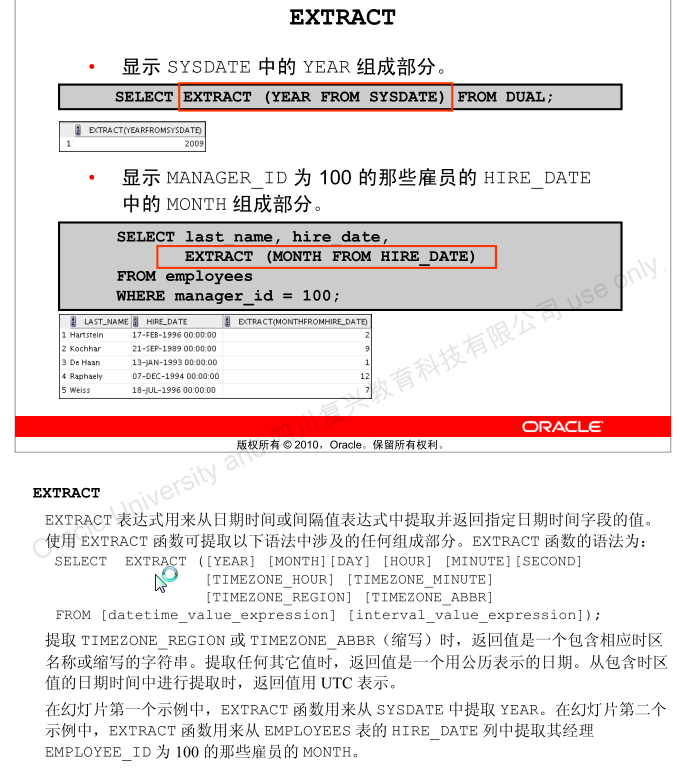 EXTRACT
• 显示 SYSDATE 中的 YEAR 组成部分。
SELECT EXTRACT (YEAR FROM SYSDATE) FROM DUAL;
EXTRACT(YEARFROMSYSDATE)
1 2009
• 显示 MANAGER_ID 为 100 的那些雇员的 HIRE_DATE
中的 MONTH 组成部分。
SELECT last_name, hire_date,
EXTRACT (MONTH FROM HIRE_DATE)
FROM employees
WHERE manager_id = 100;
LAST_NAME HIRE_DATE EXTRACT(MONTHFROMHIRE_DATE)
1 Hartstein 17-FEB-1996 00:00:00 2
2 Kochhar 21-SEP-1989 00:00:00 9
3 De Haan 13-JAN-1993 00:00:00 1
4 Raphaely 07-DEC-1994 00:00:00 12
5 Weiss 18-JUL-1996 00:00:00 7
ORACLE
版权所有 © 2010，Oracle。保留所有权利。
Oracle University and 四川复兴教育科技有限公司 use only.
EXTRACT
EXTRACT 表达式用来从日期时间或间隔值表达式中提取并返回指定日期时间字段的值。
使用 EXTRACT 函数可提取以下语法中涉及的任何组成部分。EXTRACT 函数的语法为：
SELECT EXTRACT ([YEAR] [MONTH][DAY] [HOUR] [MINUTE][SECOND]
[TIMEZONE_HOUR] [TIMEZONE_MINUTE]
[TIMEZONE_REGION] [TIMEZONE_ABBR]
FROM [datetime_value_expression] [interval_value_expression]);
提取 TIMEZONE_REGION 或 TIMEZONE_ABBR（缩写）时，返回值是一个包含相应时区
名称或缩写的字符串。提取任何其它值时，返回值是一个用公历表示的日期。从包含时区
值的日期时间中进行提取时，返回值用 UTC 表示。
在幻灯片第一个示例中，EXTRACT 函数用来从 SYSDATE 中提取 YEAR。在幻灯片第二个
示例中，EXTRACT 函数用来从 EMPLOYEES 表的 HIRE_DATE 列中提取其经理
EMPLOYEE_ID 为 100 的那些雇员的 MONTH。